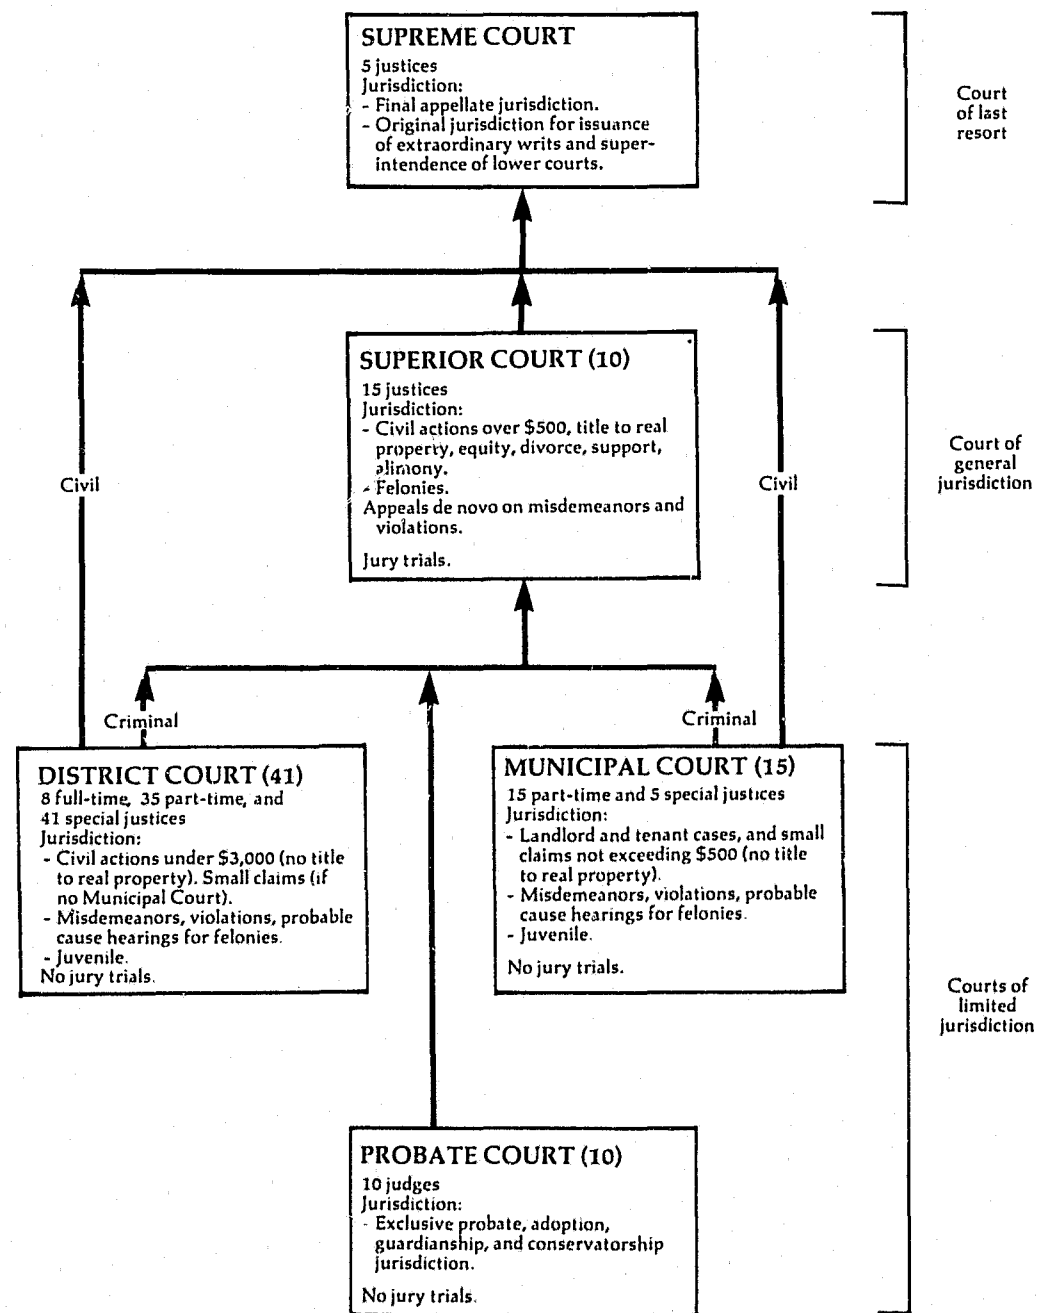 SUPREME COURT
5 justices
Jurisdiction:
- Final appellate jurisdiction.
- Original jurisdiction for issuance
of extraordinary writs and super-
intendence of lower courts.
Court
of last
resort
SUPERIOR COURT (10)
15 justices
Jurisdiction:
- Civil actions over $500, title to real
property, equity, divorce, support,
alimony.
- Felonies.
Appeals de novo on misdemeanors and
violations.
Jury trials.
Civil
Civil
Court of
general
jurisdiction
Criminal
Criminal
DISTRICT COURT (41)
8 full-time, 35 part-time, and
41 special justices
Jurisdiction:
- Civil actions under $3,000 (no title
to real property). Small claims (if
no Municipal Court).
- Misdemeanors, violations, probable
cause hearings for felonies.
- Juvenile.
No jury trials.
MUNICIPAL COURT (15)
15 part-time and 5 special justices
Jurisdiction:
- Landlord and tenant cases, and small
claims not exceeding $500 (no title
to real property).
- Misdemeanors, violations, probable
cause hearings for felonies.
- Juvenile.
No jury trials.
Courts of
limited
jurisdiction
PROBATE COURT (10)
10 judges
Jurisdiction:
- Exclusive probate, adoption,
guardianship, and conservatorship
jurisdiction.
No jury trials.